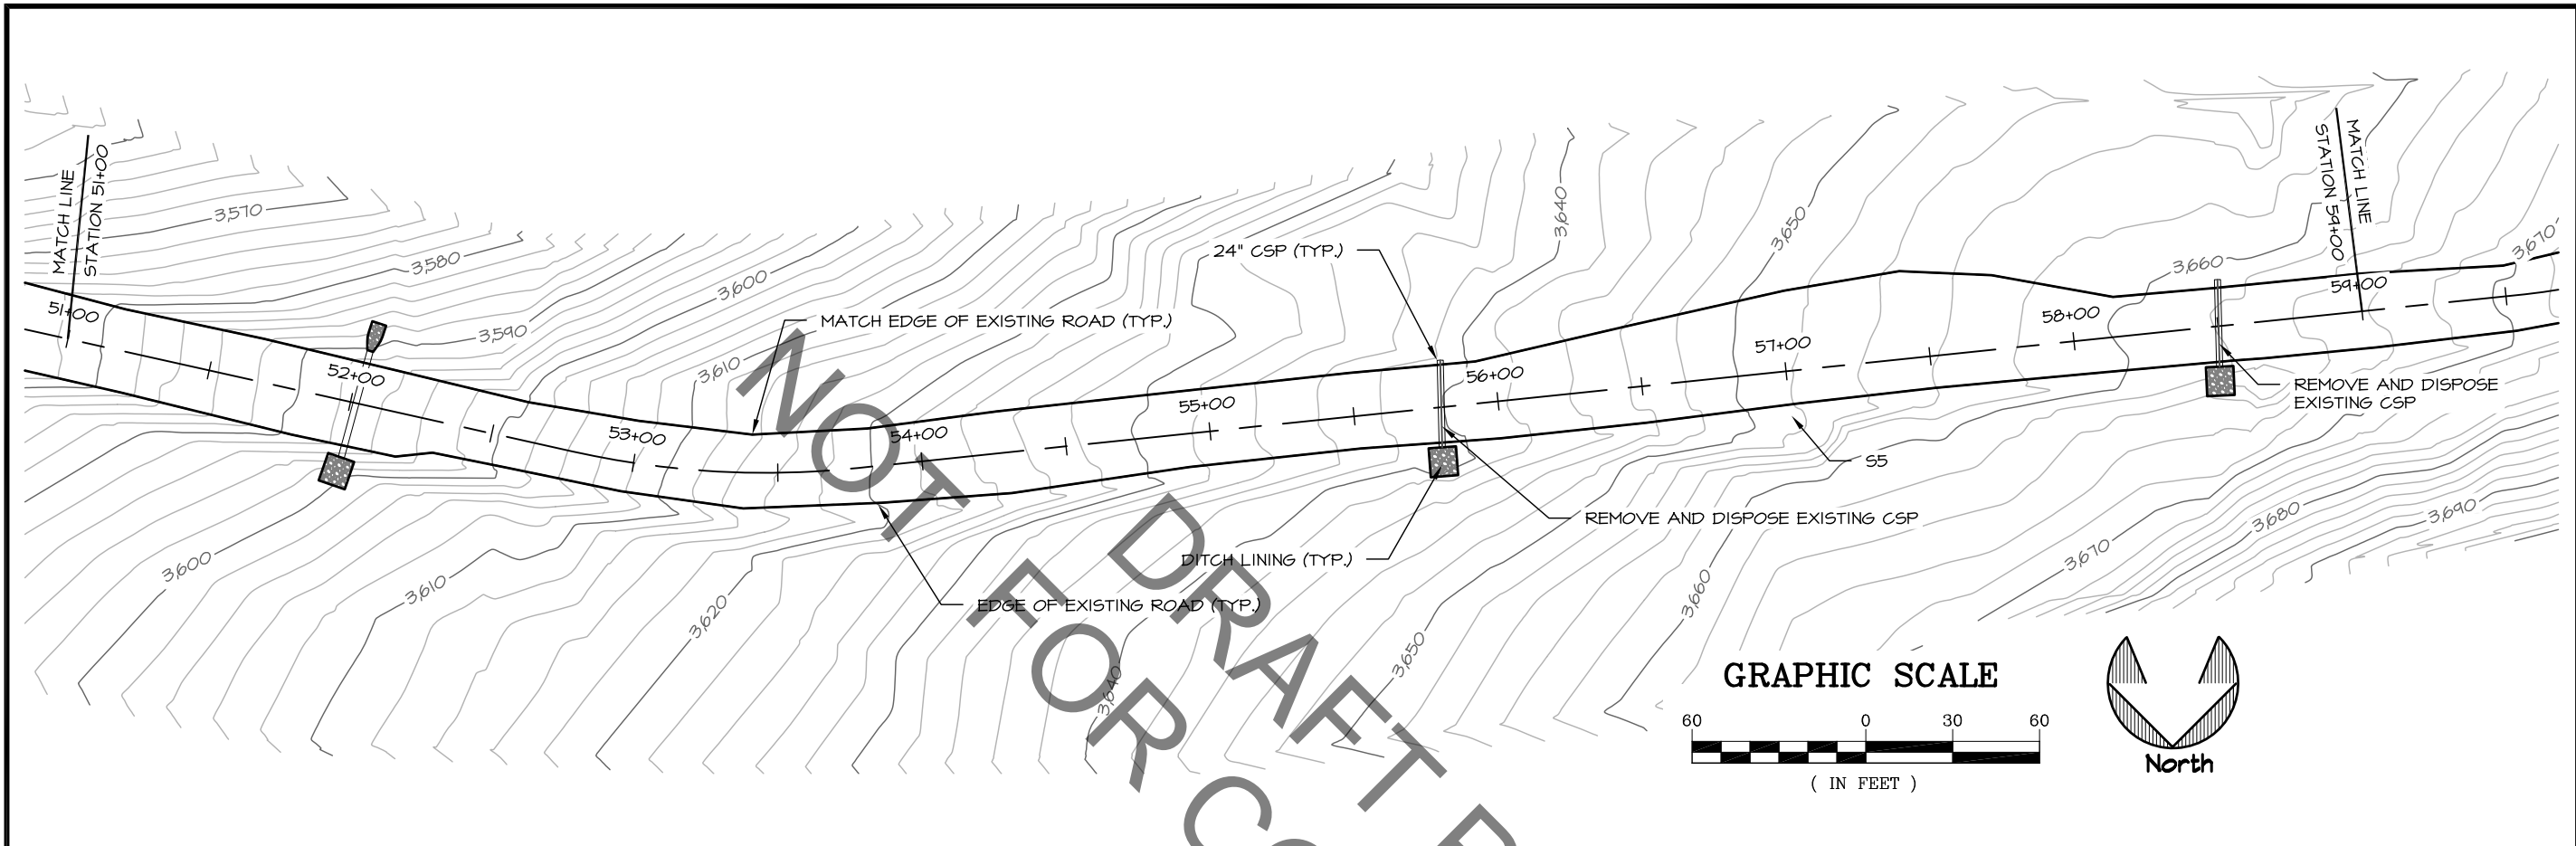 MATCH LINE
STATION 51+00
51+00
3,570
3,580
3,590
3,600
3,610
52+00
53+00
54+00
55+00
56+00
57+00
58+00
59+00
MATCH EDGE OF EXISTING ROAD (TYP.)
24" CSP (TYP.)
3,640
3,650
3,660
3,670
MATCH LINE
STATION 59+00
REMOVE AND DISPOSE
EXISTING CSP
S5
REMOVE AND DISPOSE EXISTING CSP
DITCH LINING (TYP.)
EDGE OF EXISTING ROAD (TYP.)
3,600
3,610
3,620
3,640
3,650
3,660
3,670
3,680
3,690
NOT FOR
DRAFT
GRAPHIC SCALE
60 0 30 60
( IN FEET )
North